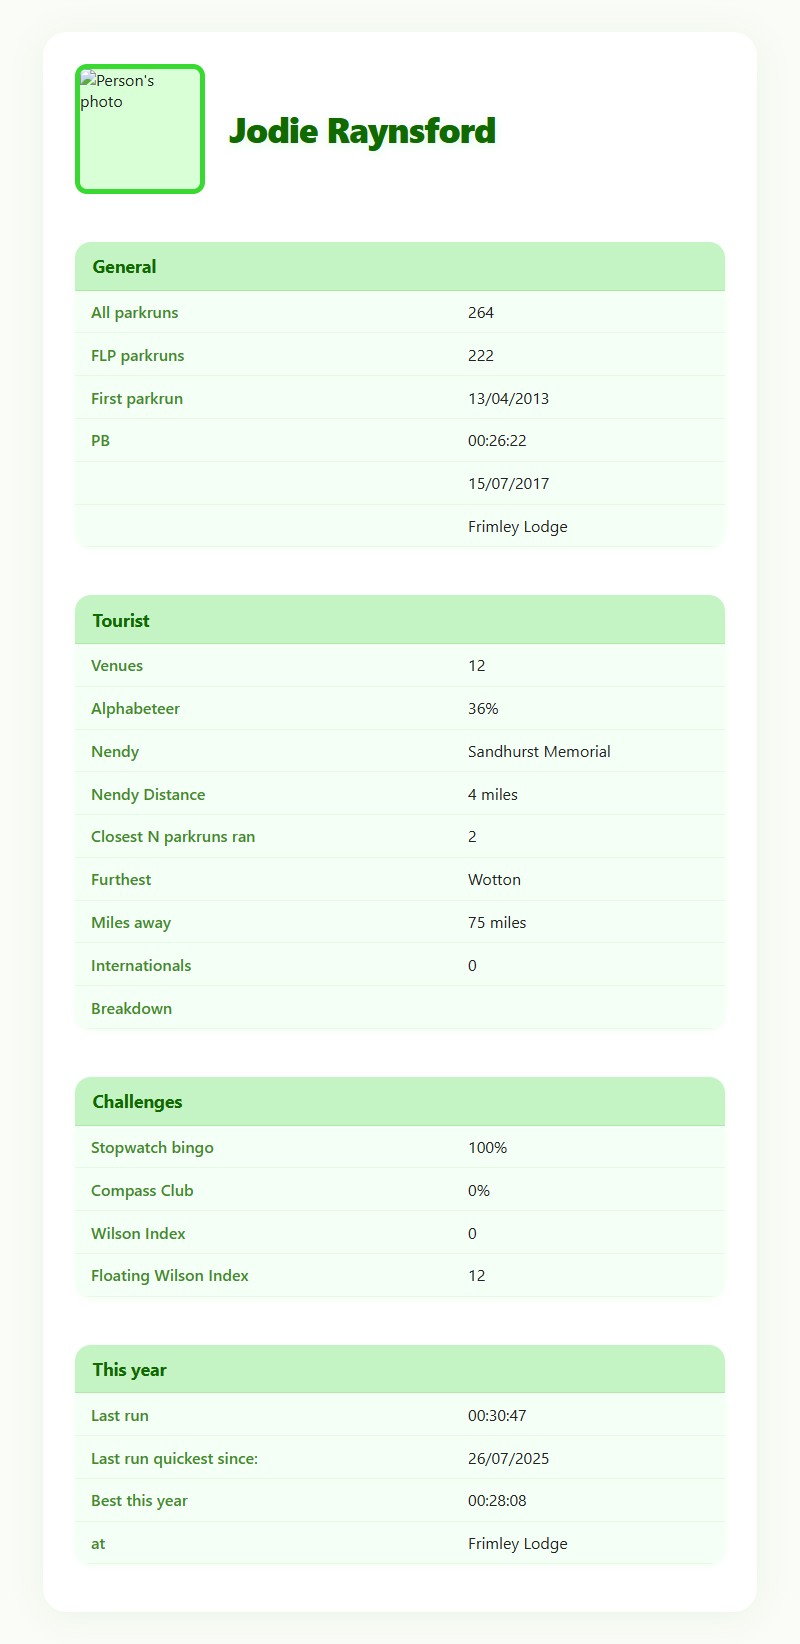 Person's
photo
Jodie Raynsford
General
All parkruns 264
FLP parkruns 222
First parkrun 13/04/2013
PB 00:26:22
15/07/2017
Frimley Lodge
Tourist
Venues 12
Alphabeteer 36%
Nendy Sandhurst Memorial
Nendy Distance 4 miles
Closest N parkruns ran 2
Furthest Wotton
Miles away 75 miles
Internationals 0
Breakdown
Challenges
Stopwatch bingo 100%
Compass Club 0%
Wilson Index 0
Floating Wilson Index 12
This year
Last run 00:30:47
Last run quickest since: 26/07/2025
Best this year 00:28:08
at Frimley Lodge